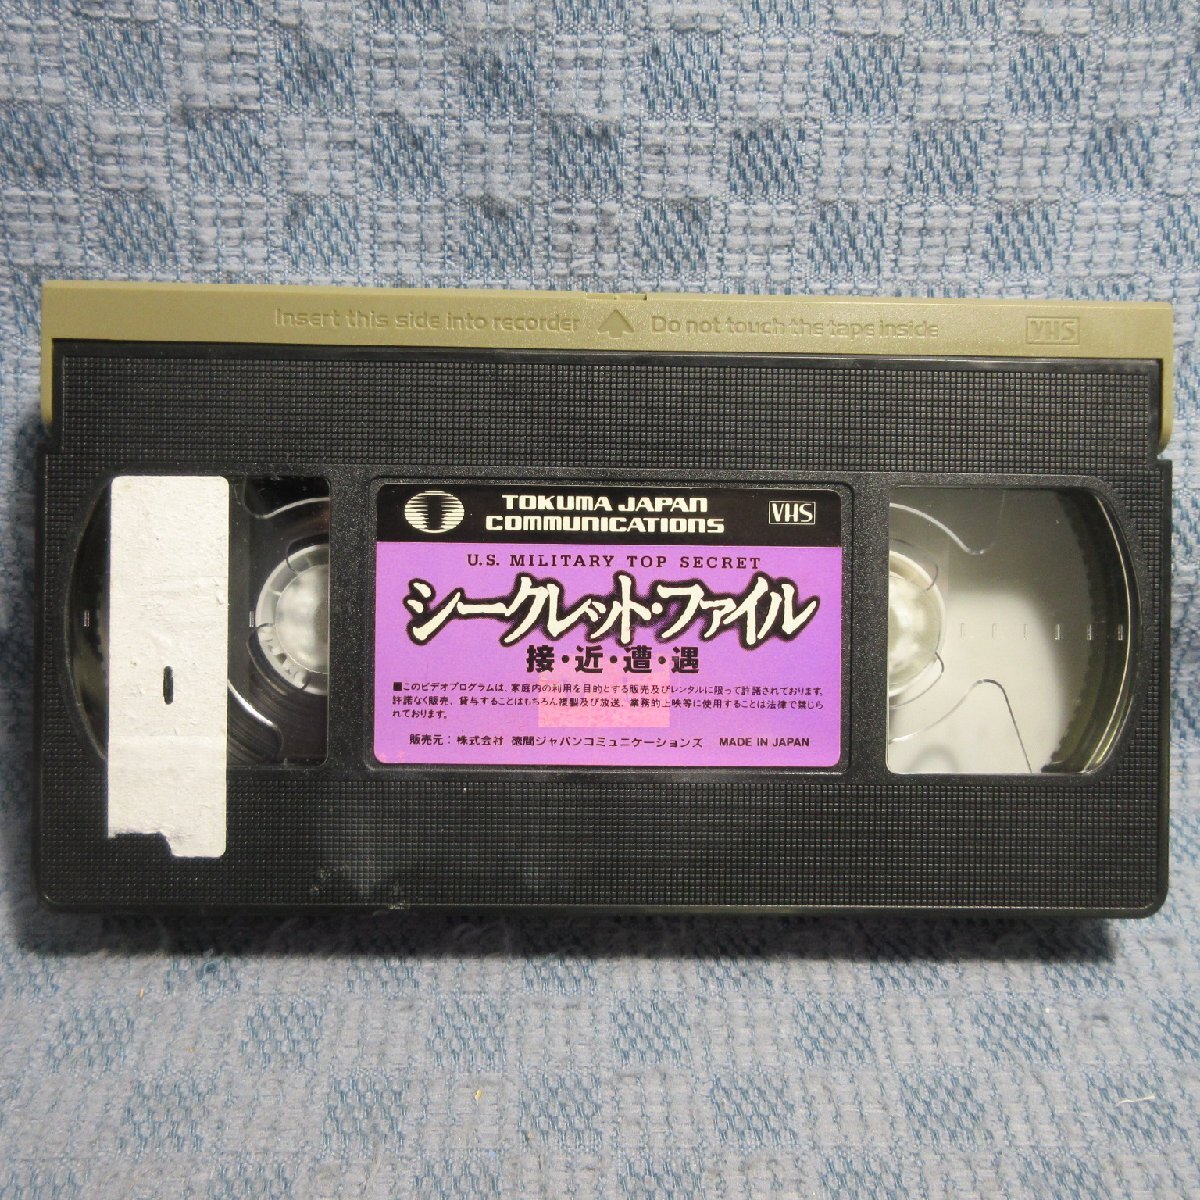 Insert this side into recorder Do not touch the tape inside VHS
TOKUMA JAPAN
COMMUNICATIONS
VHS
U.S. MILITARY TOP SECRET
シークレット・ファイル
接・近・遭・遇
■このビデオプログラムは、家庭内の利用を目的とする販売及びレンタルに限って許諾されております。
許諾なく販売、貸与することはもちろん複製及び放送、業務的上映等に使用することは法律で禁じら
れております。
販売元：株式会社 徳間ジャパンコミュニケーションズ MADE IN JAPAN